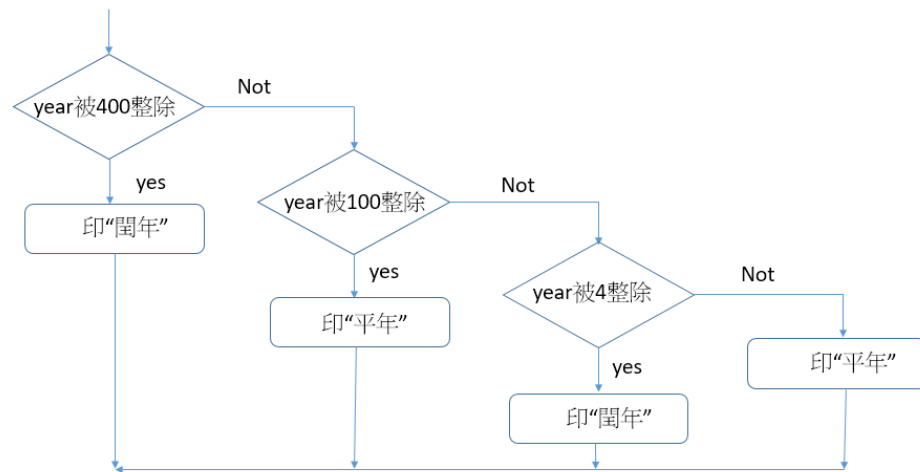 year被400整除
Not
yes
印“閏年”
year被100整除
Not
yes
印“平年”
year被4整除
Not
yes
印“閏年”
印“平年”